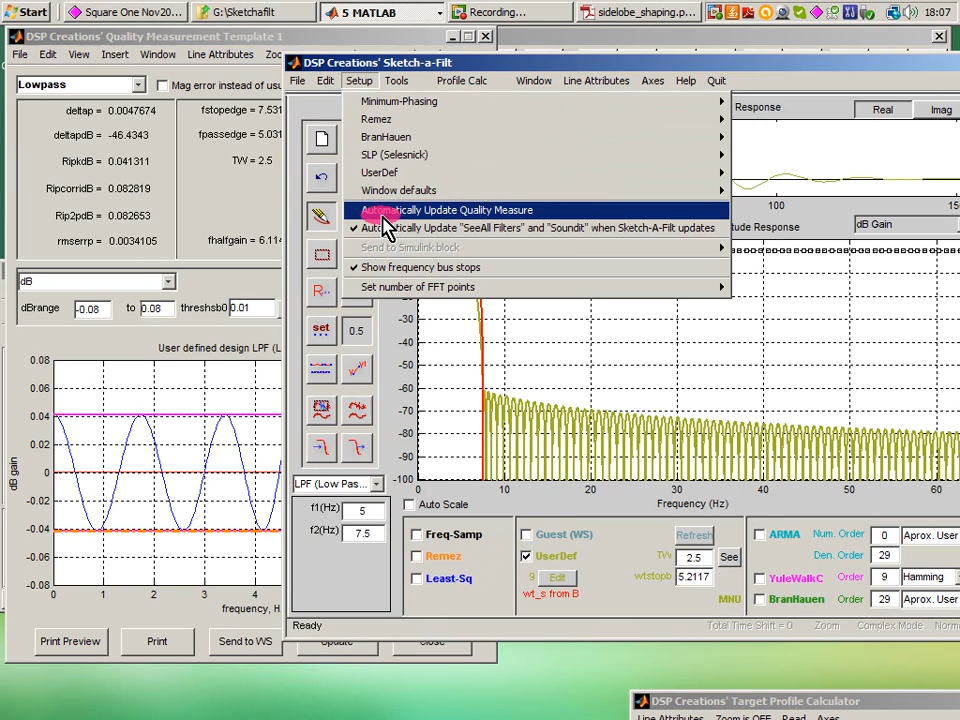 Start
Square One Nov20...
G:\Sketchafilt
5 MATLAB
Recording...
sidelobe_shaping.p...
18:07
DSP Creations' Quality Measurement Template 1
File Edit View Insert Window Line Attributes
Lowpass
Mag error instead of
deltap = 0.0047674
deltapdB = -46.4343
RipkdB = 0.041311
RipcorridB = 0.082819
Rip2pdB = 0.082653
rmserrp = 0.0034105
fstopedge = 7.531
fpassedge = 5.031
TW = 2.5
fhalfgain = 6.114
dB
dBrange -0.08 to 0.08 threshsb0 0.01
User defined design LPF (L
0.08
0.06
0.04
0.02
0
-0.02
-0.04
-0.06
-0.08
dB gain
0 1 2 3 4
frequency, H
Print Preview Print Send to WS Update Close
DSP Creations' Sketch-a-Filt
File Edit Setup Tools Profile Calc Window Line Attributes Axes Help Quit
Minimum-Phasing
Remez
BranHauen
SLP (Selesnick)
UserDef
Window defaults
Automatically Update Quality Measure
Automatically Update "SeeAll Filters" and "Soundit" when Sketch-A-Filt updates
Send to Simulink block
Show frequency bus stops
Set number of FFT points
Response Real Imag
100 150
tude Response dB Gain
R..
set 0.5
-30
-40
-50
-60
-70
-80
-90
-100
0 10 20 30 40 50 60
Auto Scale
Frequency (Hz)
LPF (Low Pas...
f1(Hz) 5
f2(Hz) 7.5
Freq-Samp
Remez
Least-Sq
Guest (WS) Refresh
UserDef TW 2.5 See
9 Edit wtstopb 5.2117
wt_s from B
MNU
ARMA Num. Order 0 Aprox. User
Den. Order 29
YuleWalkC Order 9 Hamming
BranHauen Order 29 Aprox. User
Ready
Total Time Shift = 0 Zoom Complex Mode
DSP Creations' Target Profile Calculator
Line Attributes Zoom is OFF Read Axes